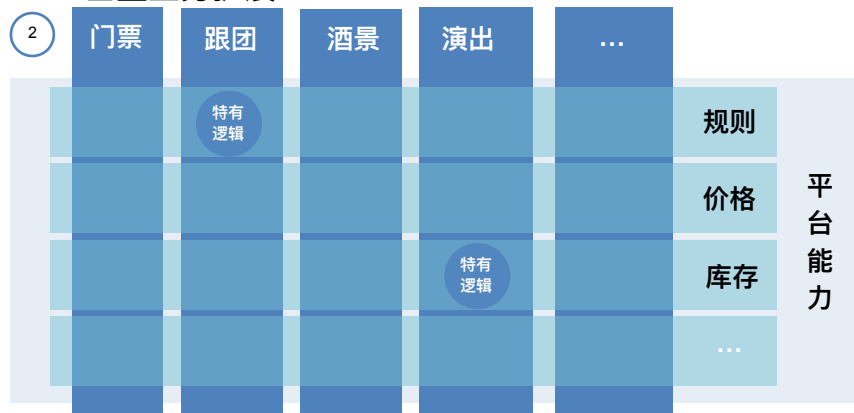 2
门票 跟团 酒景 演出 ...
特有
逻辑
规则
价格
特有
逻辑
库存
...
平
台
能
力